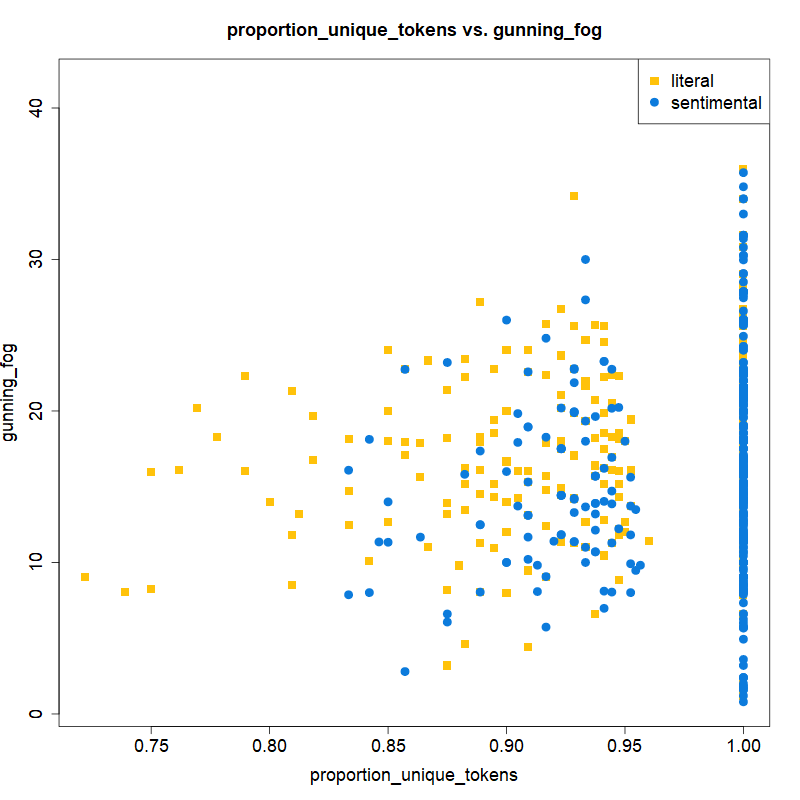 proportion_unique_tokens vs. gunning_fog
literal
sentimental
gunning_fog
40
30
20
10
0
0.75 0.80 0.85 0.90 0.95 1.00
proportion_unique_tokens